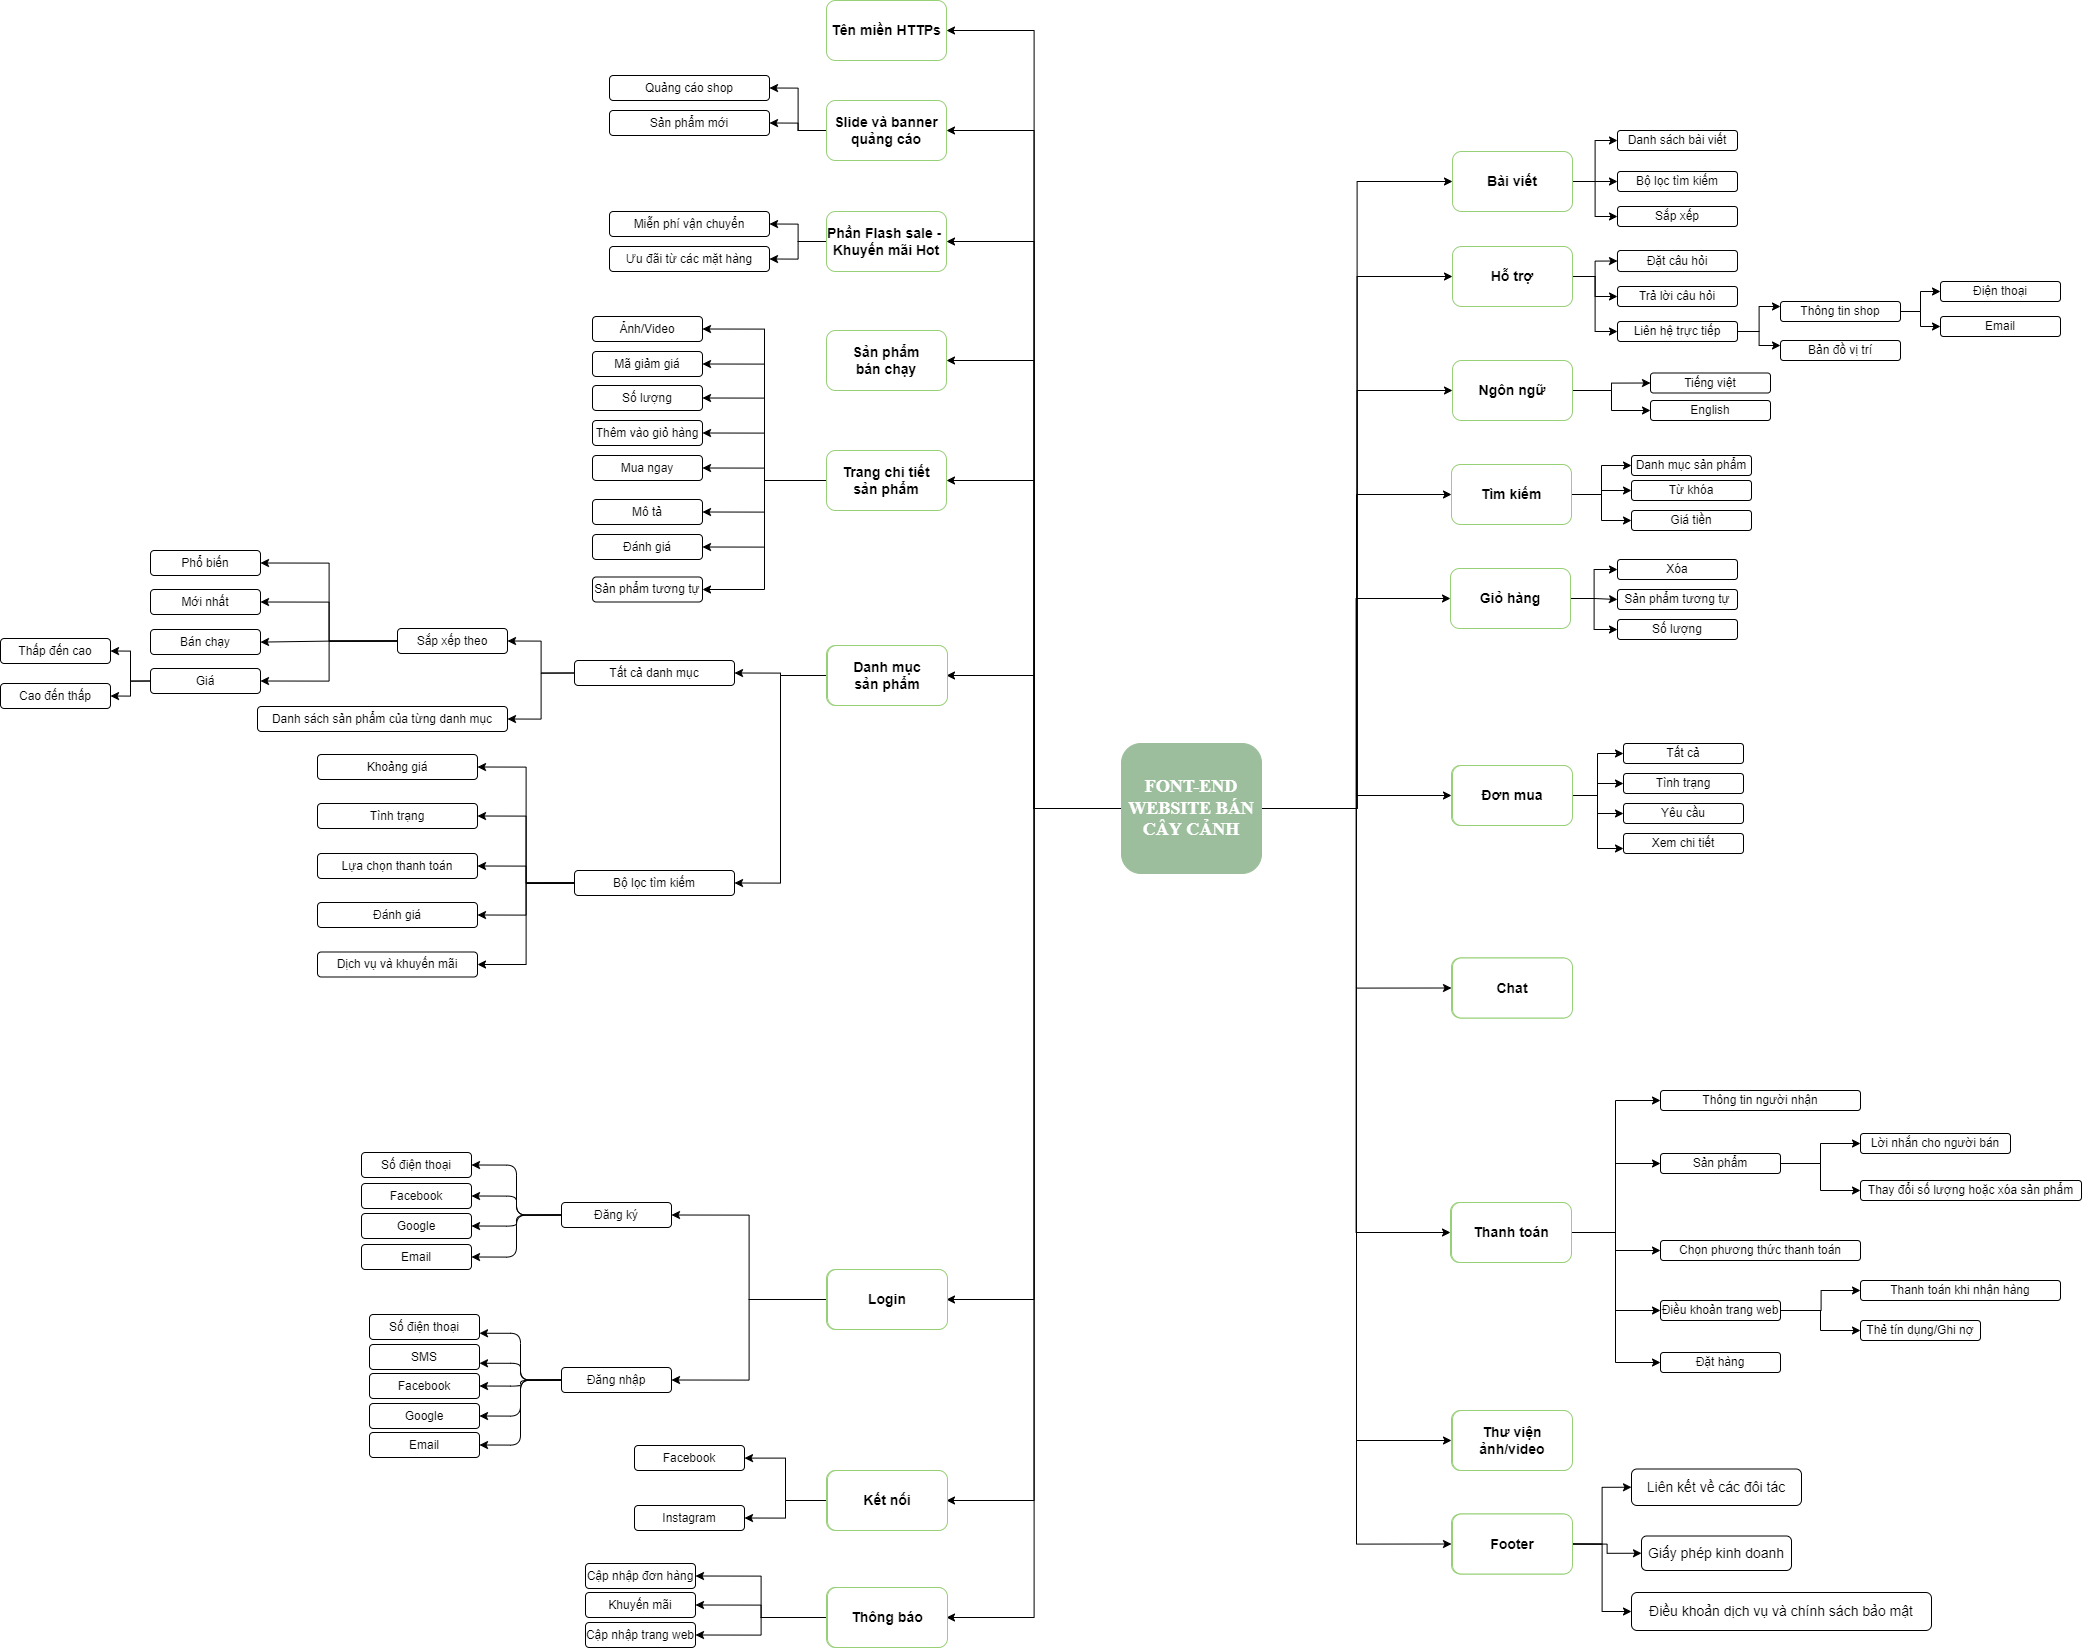 FONT-END
WEBSITE BÁN
CÂY CẢNH
Tên miền HTTPs
Slide và banner
quảng cáo
Quảng cáo shop
Sản phẩm mới
Phần Flash sale -
Khuyến mãi Hot
Miễn phí vận chuyển
Ưu đãi từ các mặt hàng
Sản phẩm
bán chạy
Trang chi tiết
sản phẩm
Ảnh/Video
Mã giảm giá
Số lượng
Thêm vào giỏ hàng
Mua ngay
Mô tả
Đánh giá
Sản phẩm tương tự
Danh mục
sản phẩm
Tất cả danh mục
Sắp xếp theo
Phổ biến
Mới nhất
Bán chạy
Giá
Thấp đến cao
Cao đến thấp
Danh sách sản phẩm của từng danh mục
Bộ lọc tìm kiếm
Khoảng giá
Tình trạng
Lựa chọn thanh toán
Đánh giá
Dịch vụ và khuyến mãi
Login
Đăng ký
Số điện thoại
Facebook
Google
Email
Đăng nhập
Số điện thoại
SMS
Facebook
Google
Email
Kết nối
Facebook
Instagram
Thông báo
Cập nhập đơn hàng
Khuyến mãi
Cập nhập trang web
Bài viết
Danh sách bài viết
Bộ lọc tìm kiếm
Sắp xếp
Hỗ trợ
Đặt câu hỏi
Trả lời câu hỏi
Liên hệ trực tiếp
Thông tin shop
Điện thoại
Email
Bản đồ vị trí
Ngôn ngữ
Tiếng việt
English
Tìm kiếm
Danh mục sản phẩm
Từ khóa
Giá tiền
Giỏ hàng
Xóa
Sản phẩm tương tự
Số lượng
Đơn mua
Tất cả
Tình trạng
Yêu cầu
Xem chi tiết
Chat
Thanh toán
Thông tin người nhận
Sản phẩm
Lời nhắn cho người bán
Thay đổi số lượng hoặc xóa sản phẩm
Chọn phương thức thanh toán
Điều khoản trang web
Thanh toán khi nhận hàng
Thẻ tín dụng/Ghi nợ
Đặt hàng
Thư viện
ảnh/video
Footer
Liên kết về các đôi tác
Giấy phép kinh doanh
Điều khoản dịch vụ và chính sách bảo mật